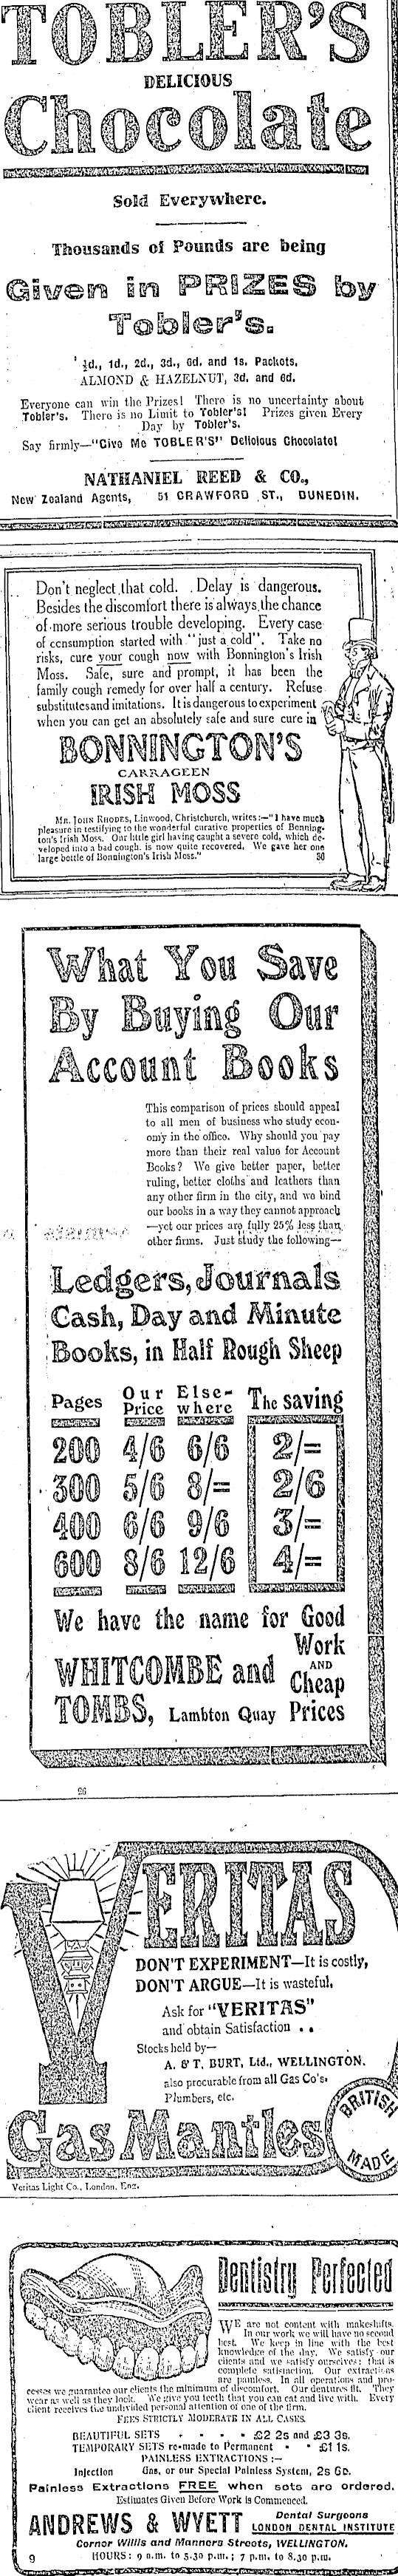 TOBLER'S
DELICIOUS
Chocolate
Sold Everywhere.
Thousands of Pounds are being
Given in PRIZES by
Tobler's.
½d., 1d., 2d., 3d., 6d. and 1s. Packets.
ALMOND & HAZELNUT, 3d. and 6d.
Everyone can win the Prizes! There is no uncertainty about
Tobler's. There is no Limit to Tobler's! Prizes given Every
Day by Tobler's.
Say firmly—"Give Me TOBLER'S" Delicious Chocolate!
NATHANIEL REED & CO.,
New Zealand Agents, 51 CRAWFORD ST., DUNEDIN.
Don't neglect that cold. Delay is dangerous.
Besides the discomfort there is always the chance
of more serious trouble developing. Every case
of consumption started with "just a cold". Take no
risks, cure your cough now with Bonnington's Irish
Moss. Safe, sure and prompt, it has been the
family cough remedy for over half a century. Refuse
substitutes and imitations. It is dangerous to experiment
when you can get an absolutely safe and sure cure in
BONNINGTON'S
CARRAGEEN
IRISH MOSS
MR. JOHN RHODES, Linwood, Christchurch, writes:—"I have much
pleasure in testifying to the wonderful curative properties of Benning-
ton's Irish Moss. Our little girl having caught a severe cold, which de-
veloped into a bad cough, is now quite recovered. We gave her one
large bottle of Bonnington's Irish Moss." 30
What You Save
By Buying Our
Account Books
This comparison of prices should appeal
to all men of business who study econ-
omy in the office. Why should you pay
more than their real value for Account
Books? We give better paper, better
ruling, better cloths and leathers than
any other firm in the city, and we bind
our books in a way they cannot approach
—yet our prices are fully 25% less than
other firms. Just study the following—
Ledgers, Journals
Cash, Day and Minute
Books, in Half Rough Sheep
Pages Our Price Else-where The saving
200 4/6 6/6 2/=
300 5/6 8/= 2/6
400 6/6 9/6 3/=
600 8/6 12/6 4/=
We have the name for Good
Work
WHITCOMBE and AND
Cheap
TOMBS, Lambton Quay Prices
26
VERITAS
DON'T EXPERIMENT—It is costly,
DON'T ARGUE—It is wasteful,
Ask for "VERITAS"
and obtain Satisfaction . .
Stocks held by—
A. & T. BURT, Ltd., WELLINGTON.
also procurable from all Gas Co's.
Plumbers, etc.
Gas Mantles
BRITISH
MADE
Veritas Light Co., London, Eng.
Dentistry Perfected
WE are not content with makeshifts.
In our work we will have no second
best. We keep in line with the best
knowledge of the day. We satisfy our
clients and we satisfy ourselves: that is
complete satisfaction. Our extractions
are painless. In all operations and pro-
cesses we guarantee our clients the minimum of discomfort. Our dentures fit. They
wear as well as they look. We give you teeth that you can eat and live with. Every
client receives the undivided personal attention of one of the firm.
FEES STRICTLY MODERATE IN ALL CASES.
BEAUTIFUL SETS - - - - £2 2s and £3 3s.
TEMPORARY SETS re-made to Permanent - - £1 1s.
PAINLESS EXTRACTIONS:—
Injection Gas, or our Special Painless System, 2s 6D.
Painless Extractions FREE when sets are ordered.
Estimates Given Before Work is Commenced.
ANDREWS & WYETT Dental Surgeons
LONDON DENTAL INSTITUTE
Corner Willis and Manners Streets, WELLINGTON.
9 HOURS: 9 a.m. to 5.30 p.m.; 7 p.m. to 8.30 p.m.